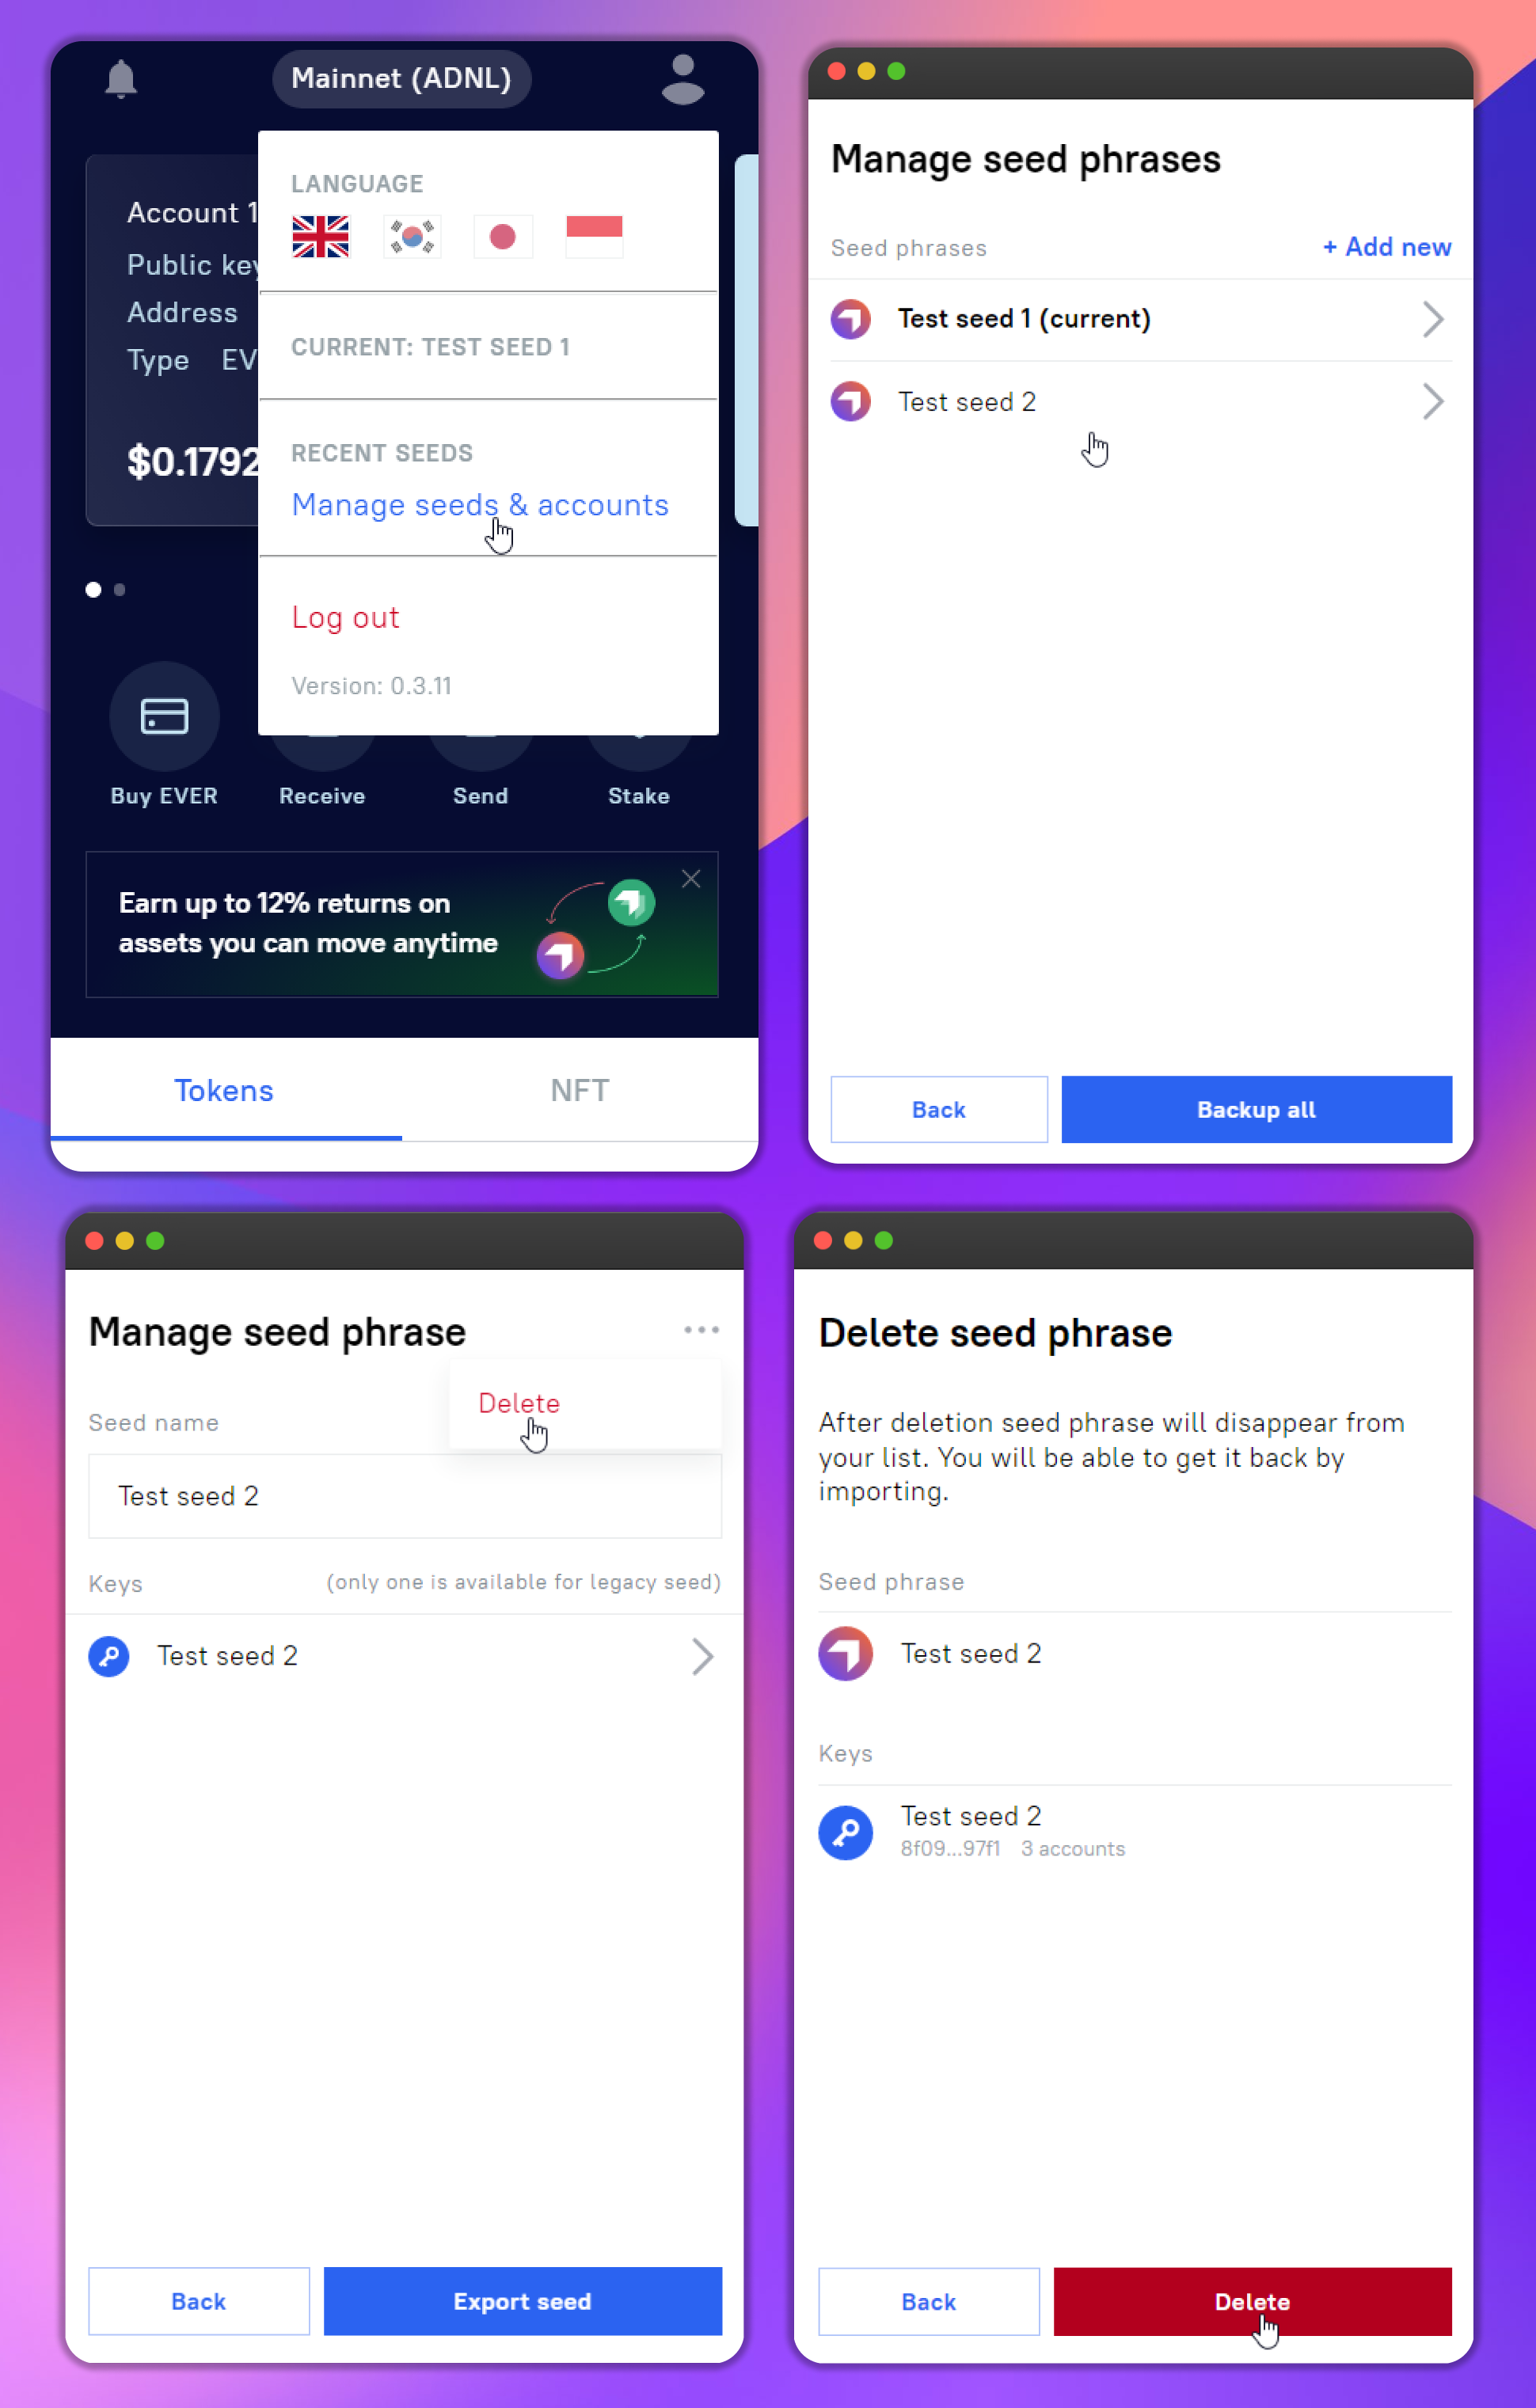 Mainnet (ADNL)
Account 1
Public key
Address
Type EV
$0.1792
LANGUAGE
CURRENT: TEST SEED 1
RECENT SEEDS
Manage seeds & accounts
Log out
Version: 0.3.11
Buy EVER
Receive
Send
Stake
Earn up to 12% returns on
assets you can move anytime
Tokens
NFT
Manage seed phrases
Seed phrases
+ Add new
Test seed 1 (current)
Test seed 2
Back
Backup all
Manage seed phrase
Delete
Seed name
Test seed 2
Keys
(only one is available for legacy seed)
Test seed 2
Back
Export seed
Delete seed phrase
After deletion seed phrase will disappear from
your list. You will be able to get it back by
importing.
Seed phrase
Test seed 2
Keys
Test seed 2
8f09...97f1 3 accounts
Back
Delete